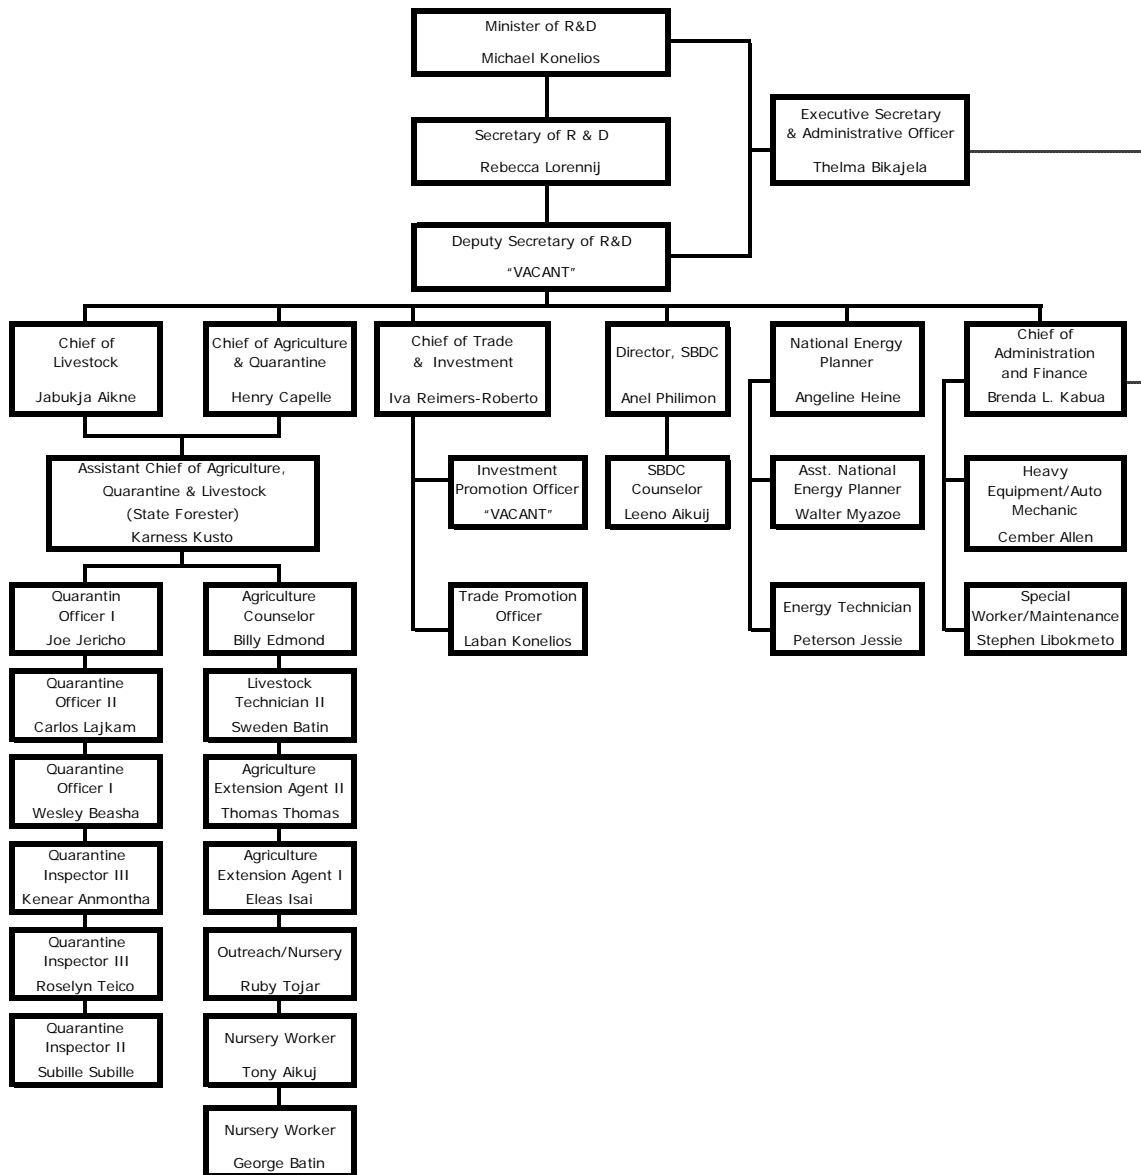 Minister of R&D
Michael Konelios
Executive Secretary
& Administrative Officer
Thelma Bikajela
Secretary of R & D
Rebecca Lorennij
Deputy Secretary of R&D
"VACANT"
Chief of
Livestock
Jabukja Aikne
Chief of Agriculture
& Quarantine
Henry Capelle
Chief of Trade
& Investment
Iva Reimers-Roberto
Director, SBDC
Anel Philimon
National Energy
Planner
Angeline Heine
Chief of
Administration
and Finance
Brenda L. Kabua
Assistant Chief of Agriculture,
Quarantine & Livestock
(State Forester)
Karness Kusto
Investment
Promotion Officer
"VACANT"
SBDC
Counselor
Leeno Aikuij
Asst. National
Energy Planner
Walter Myazoe
Heavy
Equipment/Auto
Mechanic
Cember Allen
Quarantin
Officer I
Joe Jericho
Agriculture
Counselor
Billy Edmond
Trade Promotion
Officer
Laban Konelios
Energy Technician
Peterson Jessie
Special
Worker/Maintenance
Stephen Libokmeto
Quarantine
Officer II
Carlos Lajkam
Livestock
Technician II
Sweden Batin
Quarantine
Officer I
Wesley Beasha
Agriculture
Extension Agent II
Thomas Thomas
Quarantine
Inspector III
Kenear Anmontha
Agriculture
Extension Agent I
Eleas Isai
Quarantine
Inspector III
Roselyn Teico
Outreach/Nursery
Ruby Tojar
Quarantine
Inspector II
Subille Subille
Nursery Worker
Tony Aikuj
Nursery Worker
George Batin